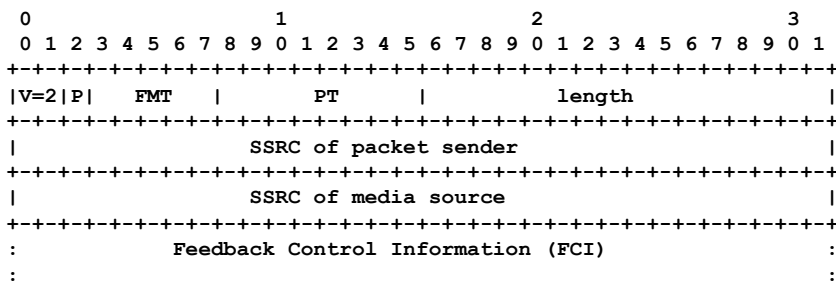 0                   1                   2                   3
 0 1 2 3 4 5 6 7 8 9 0 1 2 3 4 5 6 7 8 9 0 1 2 3 4 5 6 7 8 9 0 1
+-+-+-+-+-+-+-+-+-+-+-+-+-+-+-+-+-+-+-+-+-+-+-+-+-+-+-+-+-+-+-+-+
|V=2|P|   FMT   |       PT      |          length               |
+-+-+-+-+-+-+-+-+-+-+-+-+-+-+-+-+-+-+-+-+-+-+-+-+-+-+-+-+-+-+-+-+
|                  SSRC of packet sender                        |
+-+-+-+-+-+-+-+-+-+-+-+-+-+-+-+-+-+-+-+-+-+-+-+-+-+-+-+-+-+-+-+-+
|                  SSRC of media source                         |
+-+-+-+-+-+-+-+-+-+-+-+-+-+-+-+-+-+-+-+-+-+-+-+-+-+-+-+-+-+-+-+-+
:            Feedback Control Information (FCI)                 :
:                                                               :